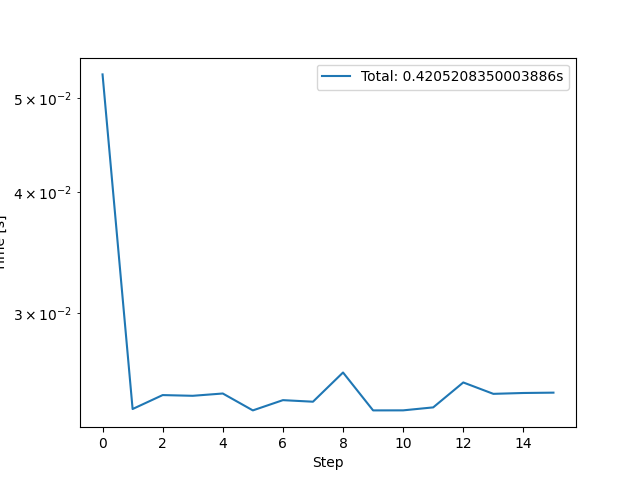 Total: 0.4205208350003886s
5 × 10⁻²
4 × 10⁻²
3 × 10⁻²
0 2 4 6 8 10 12 14
Step